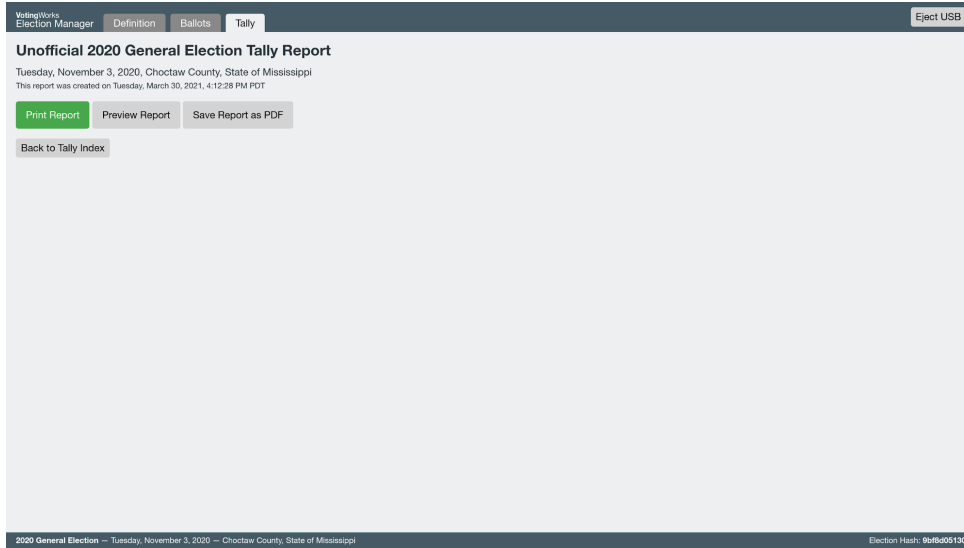 VotingWorks
Election Manager
Definition
Ballots
Tally
Eject USB
Unofficial 2020 General Election Tally Report
Tuesday, November 3, 2020, Choctaw County, State of Mississippi
This report was created on Tuesday, March 30, 2021, 4:12:28 PM PDT
Print Report
Preview Report
Save Report as PDF
Back to Tally Index
2020 General Election — Tuesday, November 3, 2020 — Choctaw County, State of Mississippi
Election Hash: 9bf8d05130